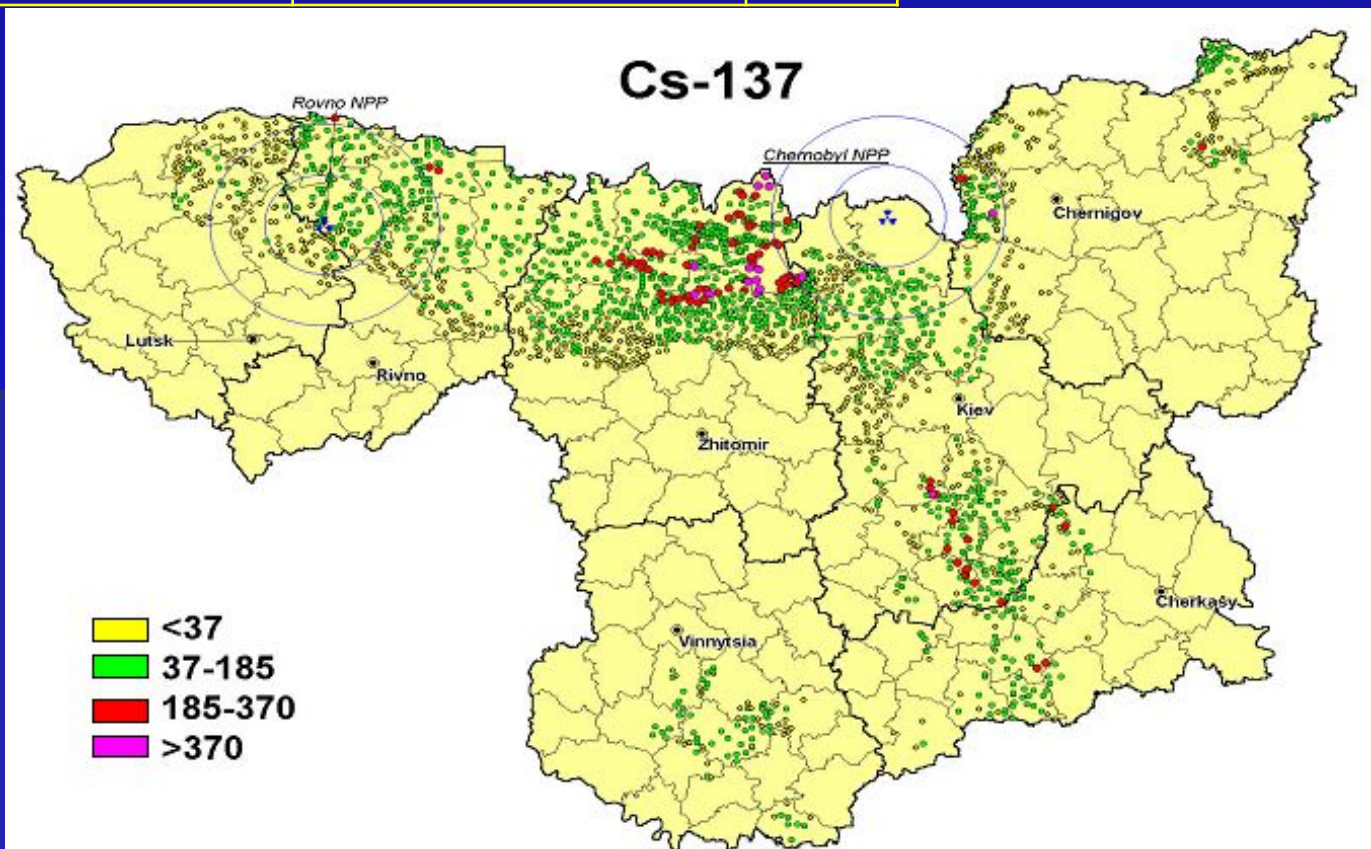 Cs-137
Rovno NPP
Chernobyl NPP
Chernigov
Lutsk
Rivno
Kiev
Zhitomir
Cherkasy
Vinnytsia
<37
37-185
185-370
>370